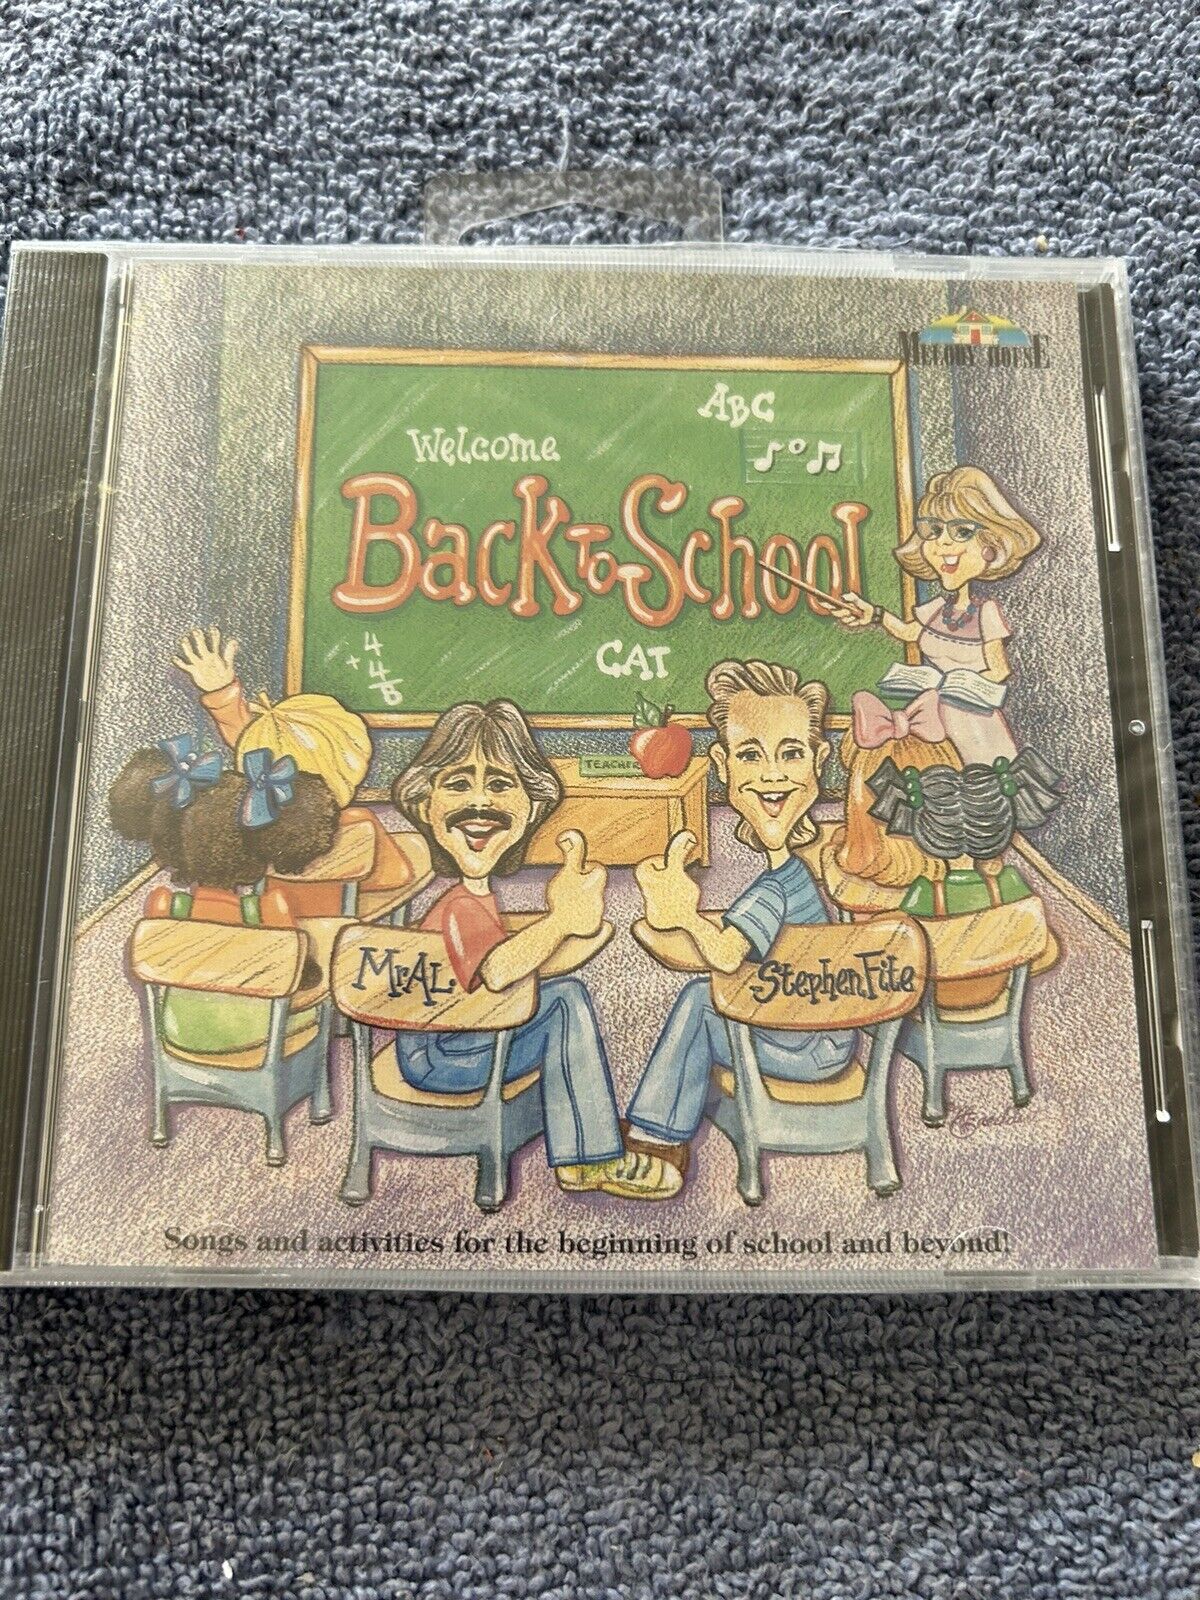 MELODY HOUSE
ABC
Welcome
Back to School
4
+ 4
8
CAT
TEACHER
Mr AL.
Stephen Fite
Songs and activities for the beginning of school and beyond!